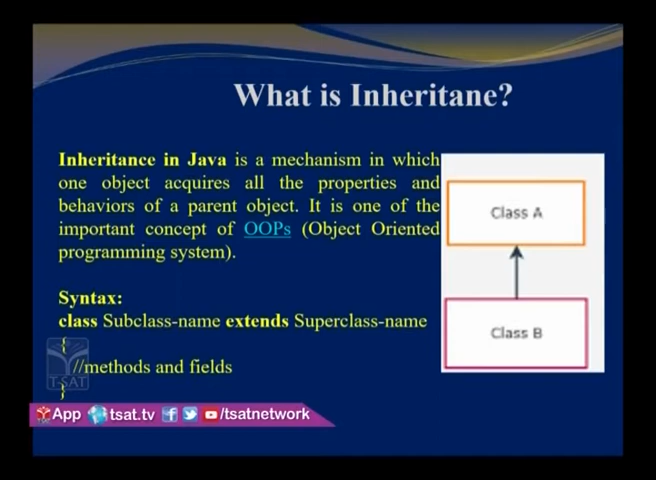 What is Inheritane?
Inheritance in Java is a mechanism in which
one object acquires all the properties and
behaviors of a parent object. It is one of the
important concept of OOPs (Object Oriented
programming system).
Syntax:
class Subclass-name extends Superclass-name
{
//methods and fields
}
Class A
Class B
T-SAT
App tsat.tv /tsatnetwork